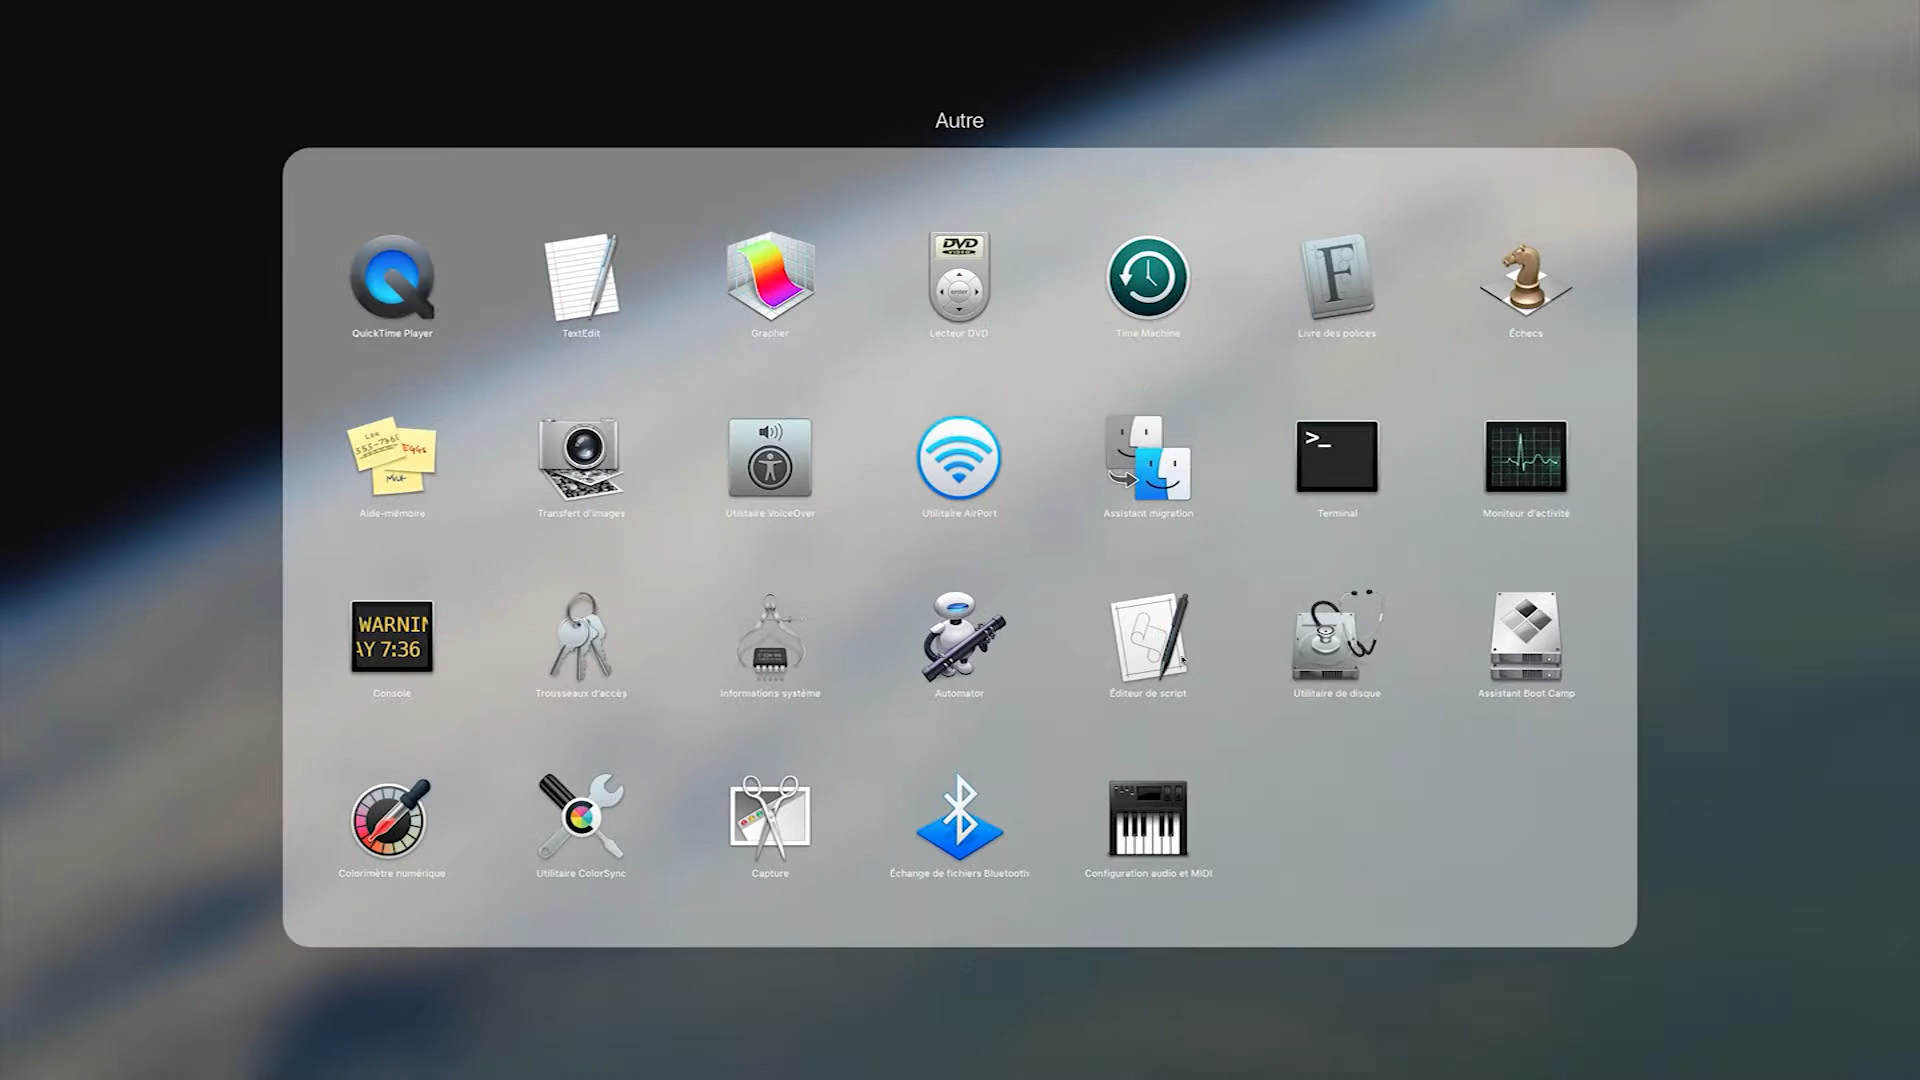 Autre
QuickTime Player
TextEdit
Grapher
DVD
VIDEO
Lecteur DVD
Time Machine
F
Livre des polices
Échecs
EGGS
MILK
Aide-mémoire
Transfert d'images
Utilitaire VoiceOver
Utilitaire AirPort
Assistant migration
>_
Terminal
Moniteur d'activité
WARNIN
AY 7:36
Console
Trousseaux d'accès
Informations système
Automator
Éditeur de script
Utilitaire de disque
Assistant Boot Camp
Colorimètre numérique
Utilitaire ColorSync
Capture
Échange de fichiers Bluetooth
Configuration audio et MIDI